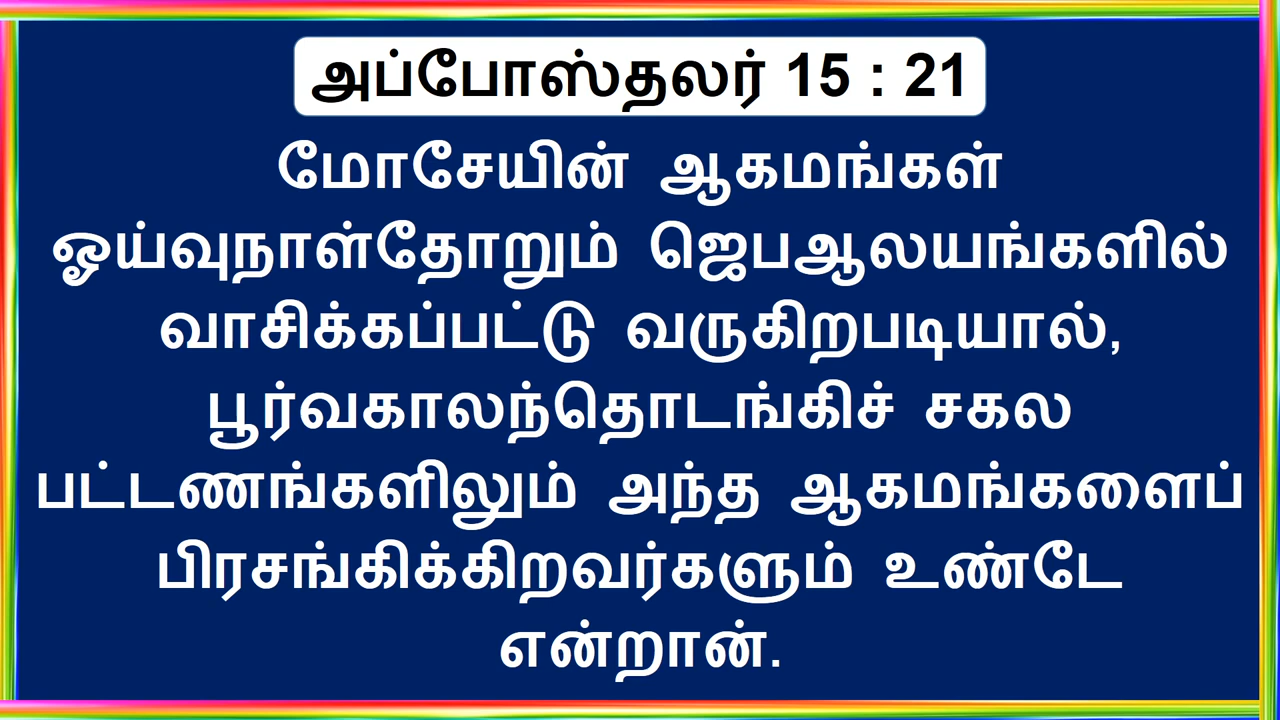 அப்போஸ்தலர் 15 : 21
மோசேயின் ஆகமங்கள்
ஓய்வுநாள்தோறும் ஜெபஆலயங்களில்
வாசிக்கப்பட்டு வருகிறபடியால்,
பூர்வகாலந்தொடங்கிச் சகல
பட்டணங்களிலும் அந்த ஆகமங்களைப்
பிரசங்கிக்கிறவர்களும் உண்டே
என்றான்.